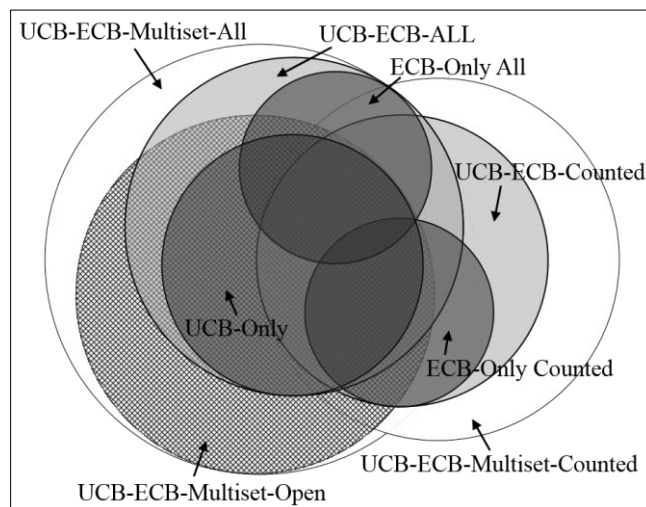 UCB-ECB-Multiset-All
UCB-ECB-ALL
ECB-Only All
UCB-ECB-Counted
UCB-Only
ECB-Only Counted
UCB-ECB-Multiset-Counted
UCB-ECB-Multiset-Open